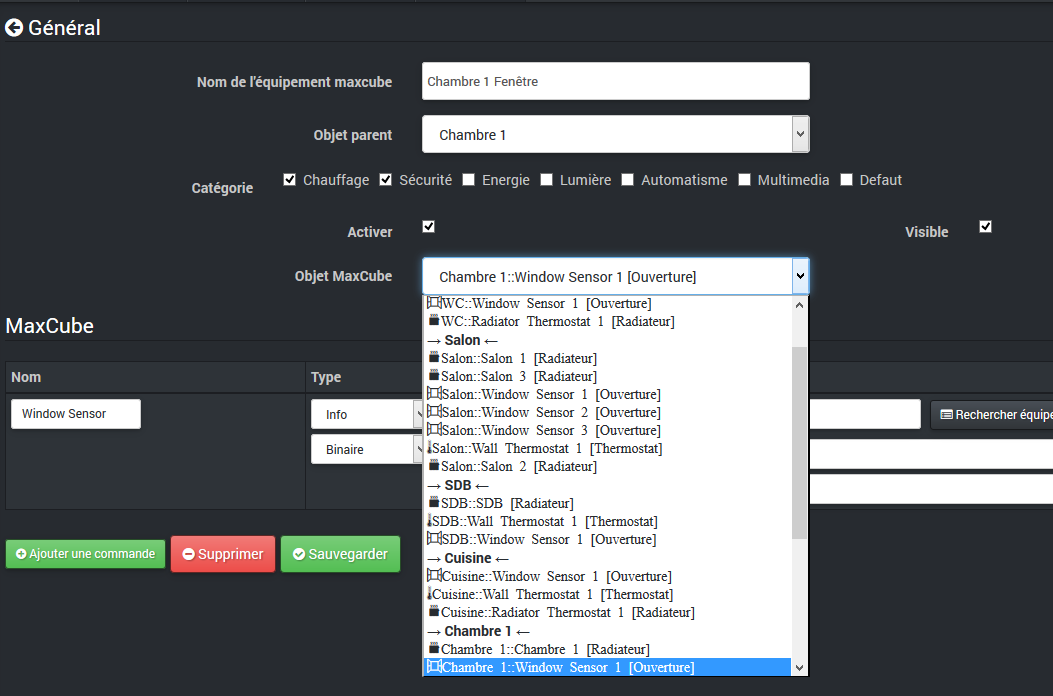 Général
Nom de l'équipement maxcube Chambre 1 Fenêtre
Objet parent Chambre 1
Catégorie Chauffage Sécurité Energie Lumière Automatisme Multimedia Defaut
Activer Visible
Objet MaxCube Chambre 1::Window Sensor 1 [Ouverture]
WC::Window Sensor 1 [Ouverture]
WC::Radiator Thermostat 1 [Radiateur]
→ Salon ←
Salon::Salon 1 [Radiateur]
Salon::Salon 3 [Radiateur]
Salon::Window Sensor 1 [Ouverture]
Salon::Window Sensor 2 [Ouverture]
Salon::Window Sensor 3 [Ouverture]
Salon::Wall Thermostat 1 [Thermostat]
Salon::Salon 2 [Radiateur]
→ SDB ←
SDB::SDB [Radiateur]
SDB::Wall Thermostat 1 [Thermostat]
SDB::Window Sensor 1 [Ouverture]
→ Cuisine ←
Cuisine::Window Sensor 1 [Ouverture]
Cuisine::Wall Thermostat 1 [Thermostat]
Cuisine::Radiator Thermostat 1 [Radiateur]
→ Chambre 1 ←
Chambre 1::Chambre 1 [Radiateur]
Chambre 1::Window Sensor 1 [Ouverture]
MaxCube
Nom Type
Window Sensor Info Rechercher équipe
Binaire
Ajouter une commande Supprimer Sauvegarder